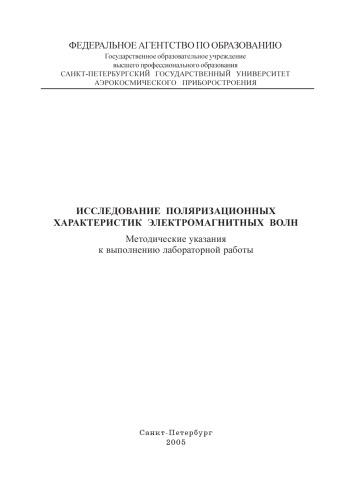 ФЕДЕРАЛЬНОЕ АГЕНТСТВО ПО ОБРАЗОВАНИЮ
Государственное образовательное учреждение
высшего профессионального образования
САНКТ-ПЕТЕРБУРГСКИЙ ГОСУДАРСТВЕННЫЙ УНИВЕРСИТЕТ
АЭРОКОСМИЧЕСКОГО ПРИБОРОСТРОЕНИЯ
ИССЛЕДОВАНИЕ ПОЛЯРИЗАЦИОННЫХ
ХАРАКТЕРИСТИК ЭЛЕКТРОМАГНИТНЫХ ВОЛН
Методические указания
к выполнению лабораторной работы
Санкт-Петербург
2005